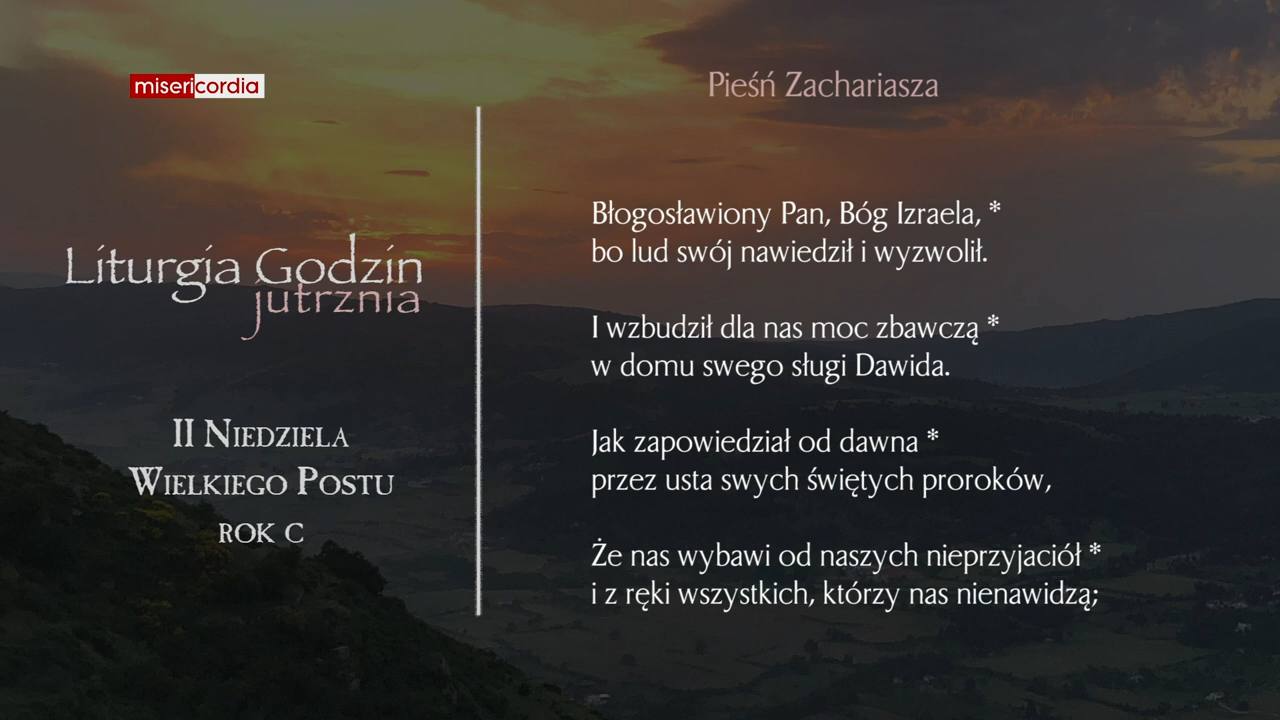 misericordia
Liturgia Godzin
jutrznia
II Niedziela
Wielkiego Postu
rok C
Pieśń Zachariasza
Błogosławiony Pan, Bóg Izraela, *
bo lud swój nawiedził i wyzwolił.
I wzbudził dla nas moc zbawczą *
w domu swego sługi Dawida.
Jak zapowiedział od dawna *
przez usta swych świętych proroków,
Że nas wybawi od naszych nieprzyjaciół *
i z ręki wszystkich, którzy nas nienawidzą;